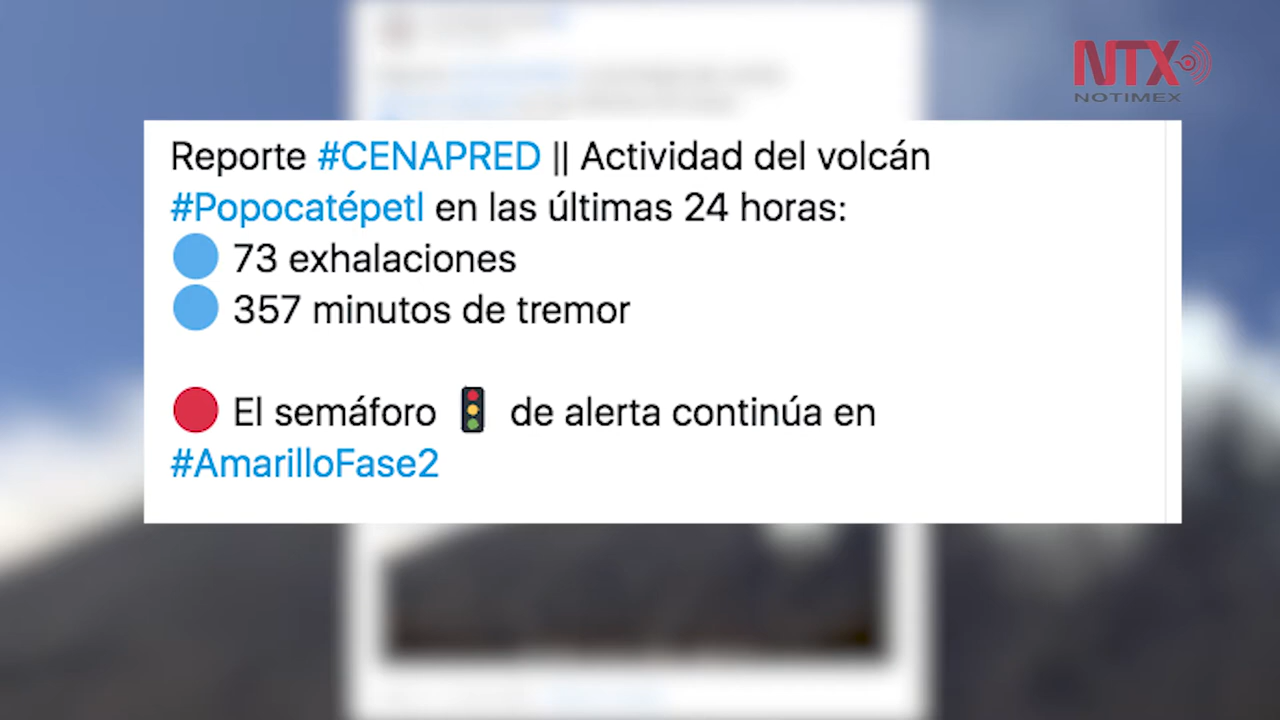 NTX
NOTIMEX
Reporte #CENAPRED || Actividad del volcán
#Popocatépetl en las últimas 24 horas:
73 exhalaciones
357 minutos de tremor
El semáforo 🚦 de alerta continúa en
#AmarilloFase2